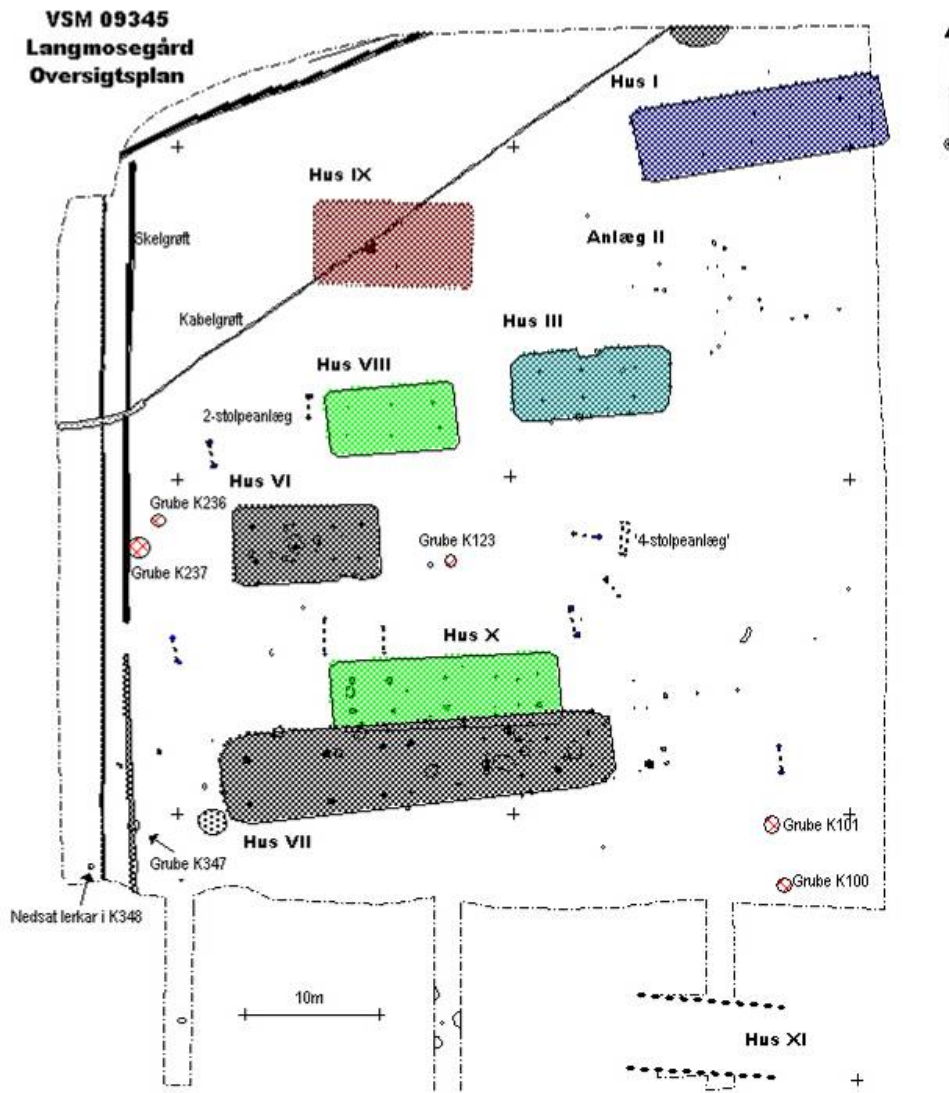 VSM 09345
Langmosegård
Oversigtsplan
Hus I
Hus IX
Anlæg II
Skelgrøft
Kabelgrøft
Hus III
Hus VIII
2-stolpeanlæg
Hus VI
Grube K236
Grube K237
Grube K123
'4-stolpeanlæg'
Hus X
Hus VII
Grube K101
Grube K347
Grube K100
Nedsat lerkar i K348
10m
Hus XI